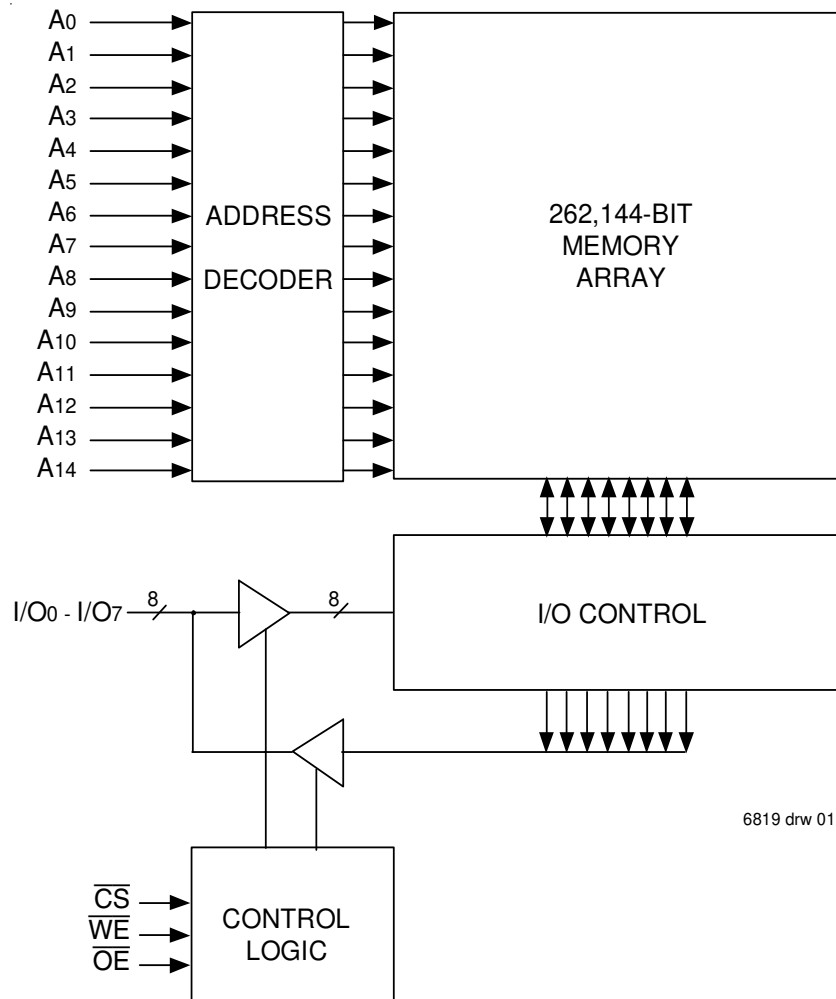 A0
A1
A2
A3
A4
A5
A6
A7
A8
A9
A10
A11
A12
A13
A14
ADDRESS
DECODER
262,144-BIT
MEMORY
ARRAY
I/O0 - I/O7
8
8
I/O CONTROL
6819 drw 01
CS
WE
OE
CONTROL
LOGIC